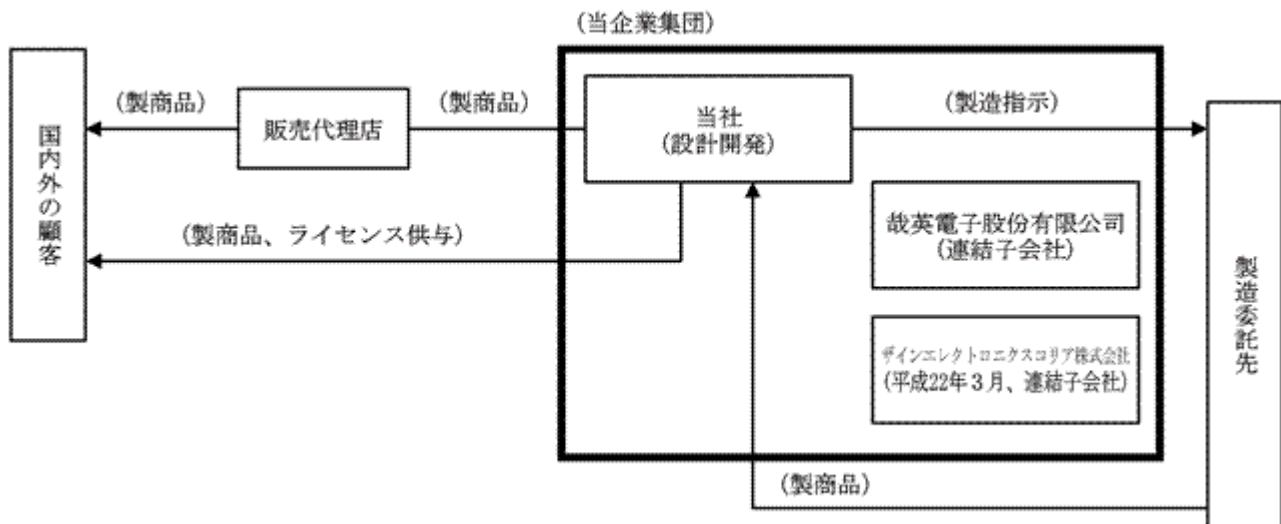 (当企業集団)
(製商品)
(製商品)
(製造指示)
国内外の顧客
販売代理店
当社
(設計開発)
哉英電子股份有限公司
(連結子会社)
(製商品、ライセンス供与)
製造委託先
ザインエレクトロニクスコリア株式会社
(平成22年3月、連結子会社)
(製商品)